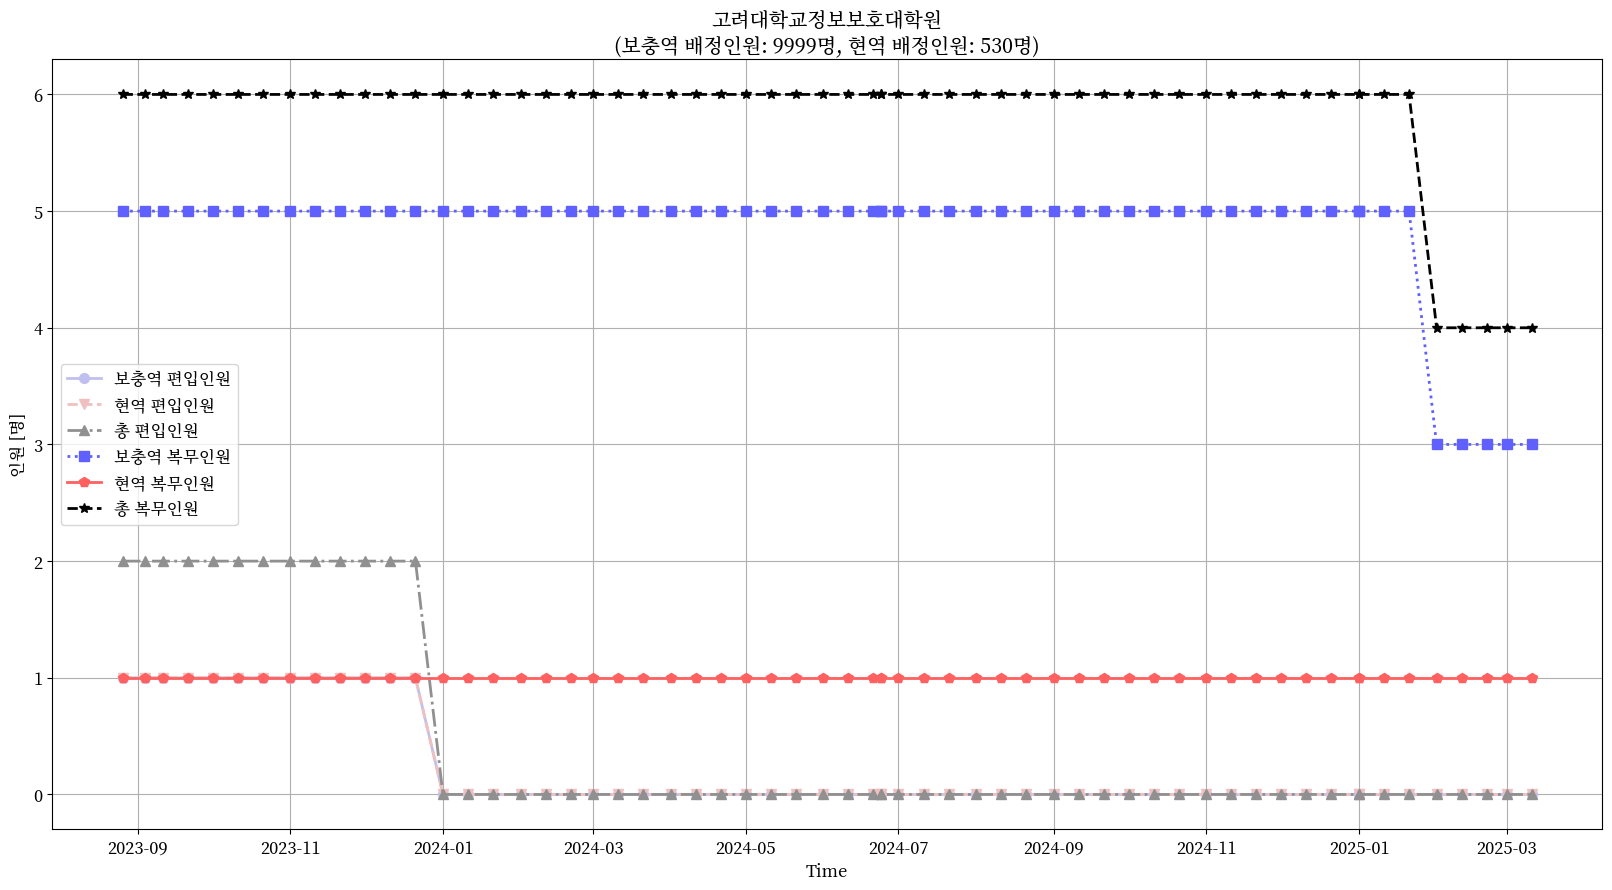 고려대학교정보보호대학원
(보충역 배정인원: 9999명, 현역 배정인원: 530명)
6
5
4
3
2
1
0
인원 [명]
보충역 편입인원
현역 편입인원
총 편입인원
보충역 복무인원
현역 복무인원
총 복무인원
2023-09
2023-11
2024-01
2024-03
2024-05
2024-07
2024-09
2024-11
2025-01
2025-03
Time